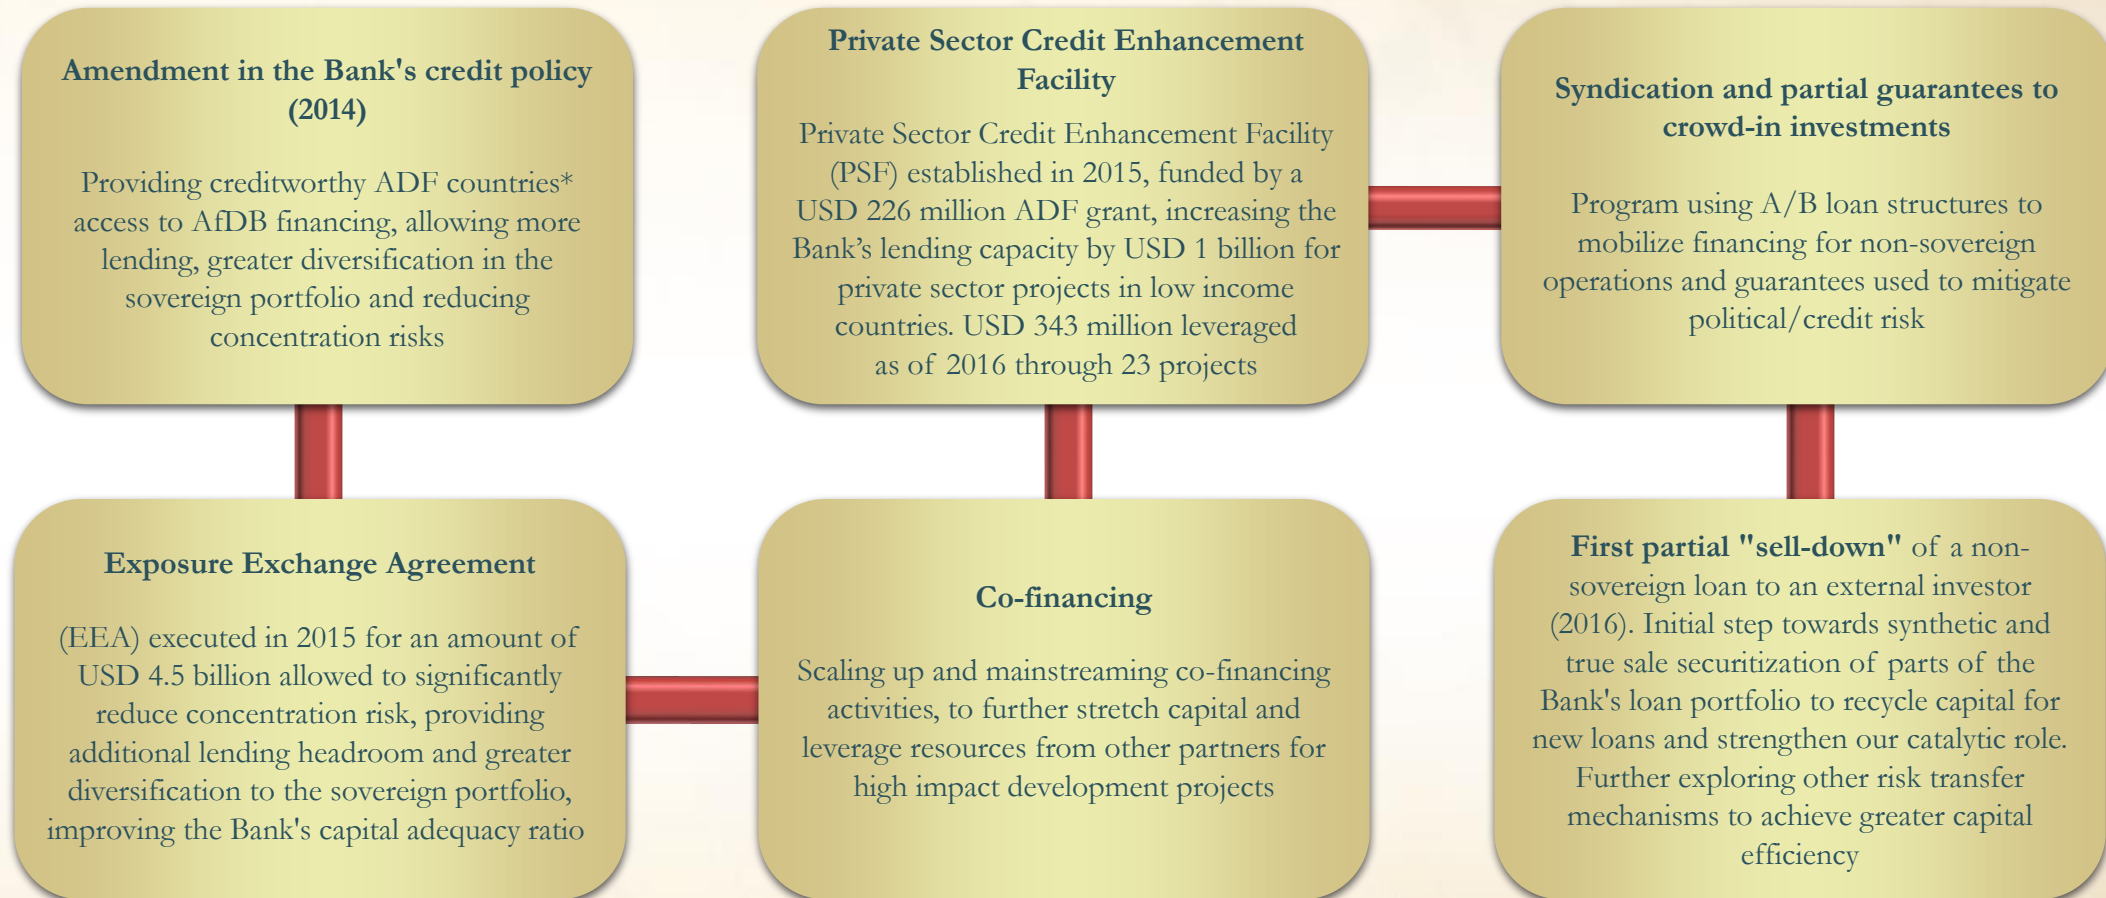 Amendment in the Bank's credit policy
(2014)
Providing creditworthy ADF countries*
access to AfDB financing, allowing more
lending, greater diversification in the
sovereign portfolio and reducing
concentration risks
Exposure Exchange Agreement
(EEA) executed in 2015 for an amount of
USD 4.5 billion allowed to significantly
reduce concentration risk, providing
additional lending headroom and greater
diversification to the sovereign portfolio,
improving the Bank's capital adequacy ratio
Co-financing
Scaling up and mainstreaming co-financing
activities, to further stretch capital and
leverage resources from other partners for
high impact development projects
Private Sector Credit Enhancement
Facility
Private Sector Credit Enhancement Facility
(PSF) established in 2015, funded by a
USD 226 million ADF grant, increasing the
Bank’s lending capacity by USD 1 billion for
private sector projects in low income
countries. USD 343 million leveraged
as of 2016 through 23 projects
Syndication and partial guarantees to
crowd-in investments
Program using A/B loan structures to
mobilize financing for non-sovereign
operations and guarantees used to mitigate
political/credit risk
First partial "sell-down" of a non-
sovereign loan to an external investor
(2016). Initial step towards synthetic and
true sale securitization of parts of the
Bank's loan portfolio to recycle capital for
new loans and strengthen our catalytic role.
Further exploring other risk transfer
mechanisms to achieve greater capital
efficiency